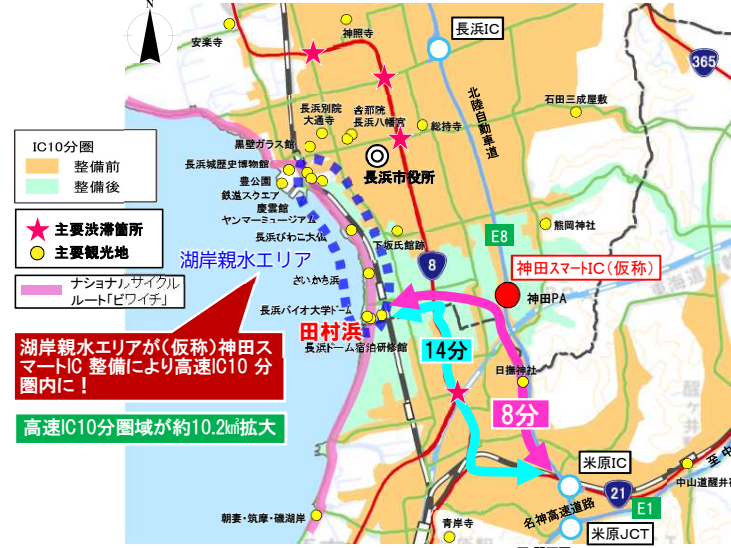 安楽寺
神照寺
長浜IC
365
北陸自動車道
石田三成屋敷
長浜別院
大通寺
舎那院
長浜八幡宮
総持寺
黒壁ガラス館
長浜市役所
長浜城歴史博物館
豊公園
鉄道スクエア
慶雲館
ヤンマーミュージアム
長浜びわこ大仏
下坂氏館跡
熊岡神社
IC10分圏
整備前
整備後
主要渋滞箇所
主要観光地
ナショナルサイクル
ルート「ビワイチ」
湖岸親水エリア
E8
8
神田スマートIC(仮称)
神田PA
さいかち浜
長浜バイオ大学ドーム
田村浜
長浜ドーム宿泊研修館
14分
日撫神社
8分
湖岸親水エリアが(仮称)神田ス
マートIC 整備により高速IC10 分
圏内に!
高速IC10分圏域が約10.2㎢拡大
米原IC
21
E1
名神高速道路
米原JCT
醒ヶ井
至 中
中山道醒井宿
朝妻・筑摩・磯湖岸
青岸寺